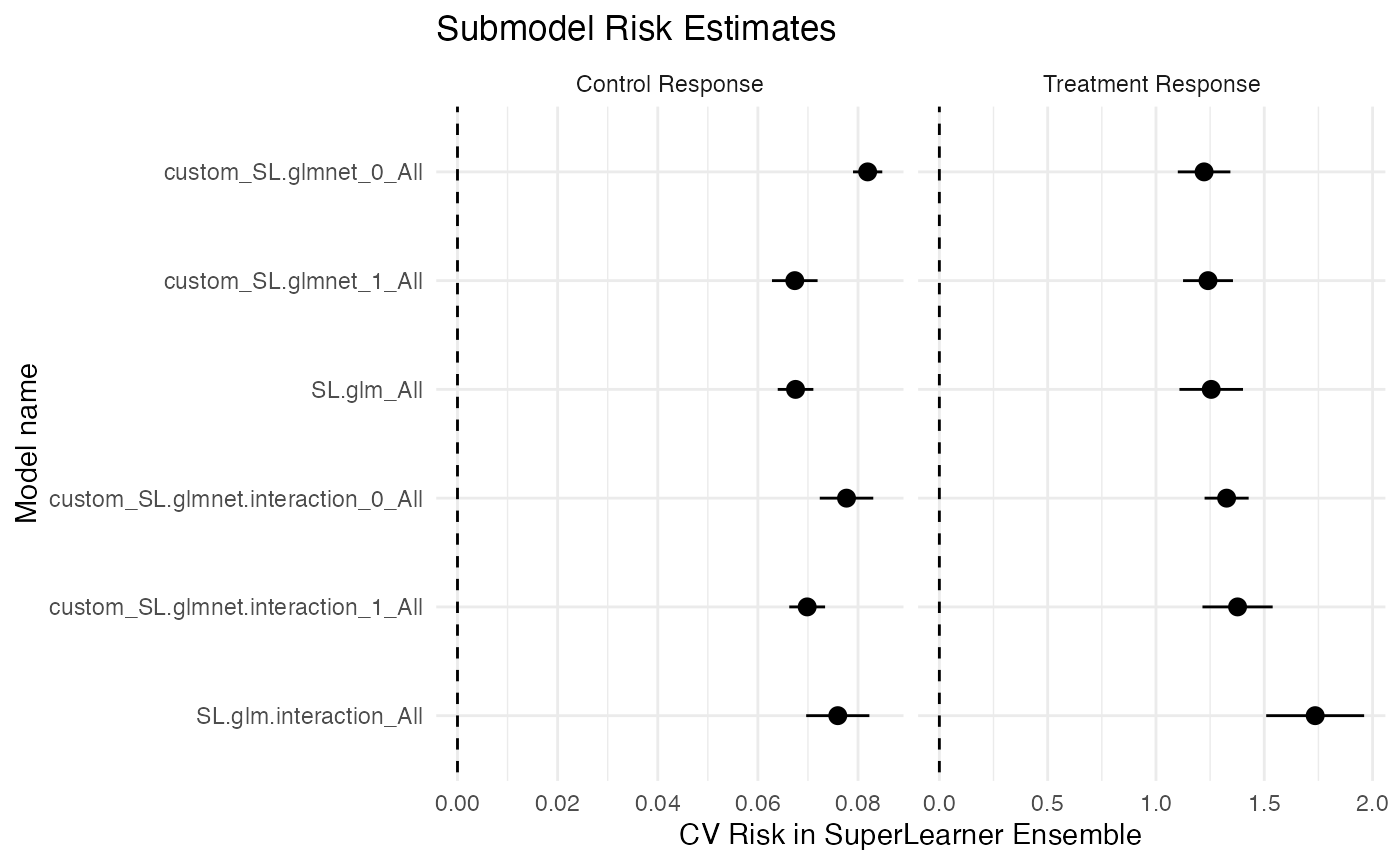 Submodel Risk Estimates
Control Response
Treatment Response
custom_SL.glmnet_0_All
custom_SL.glmnet_1_All
SL.glm_All
custom_SL.glmnet.interaction_0_All
custom_SL.glmnet.interaction_1_All
SL.glm.interaction_All
Model name
0.00 0.02 0.04 0.06 0.08
0.0 0.5 1.0 1.5 2.0
CV Risk in SuperLearner Ensemble